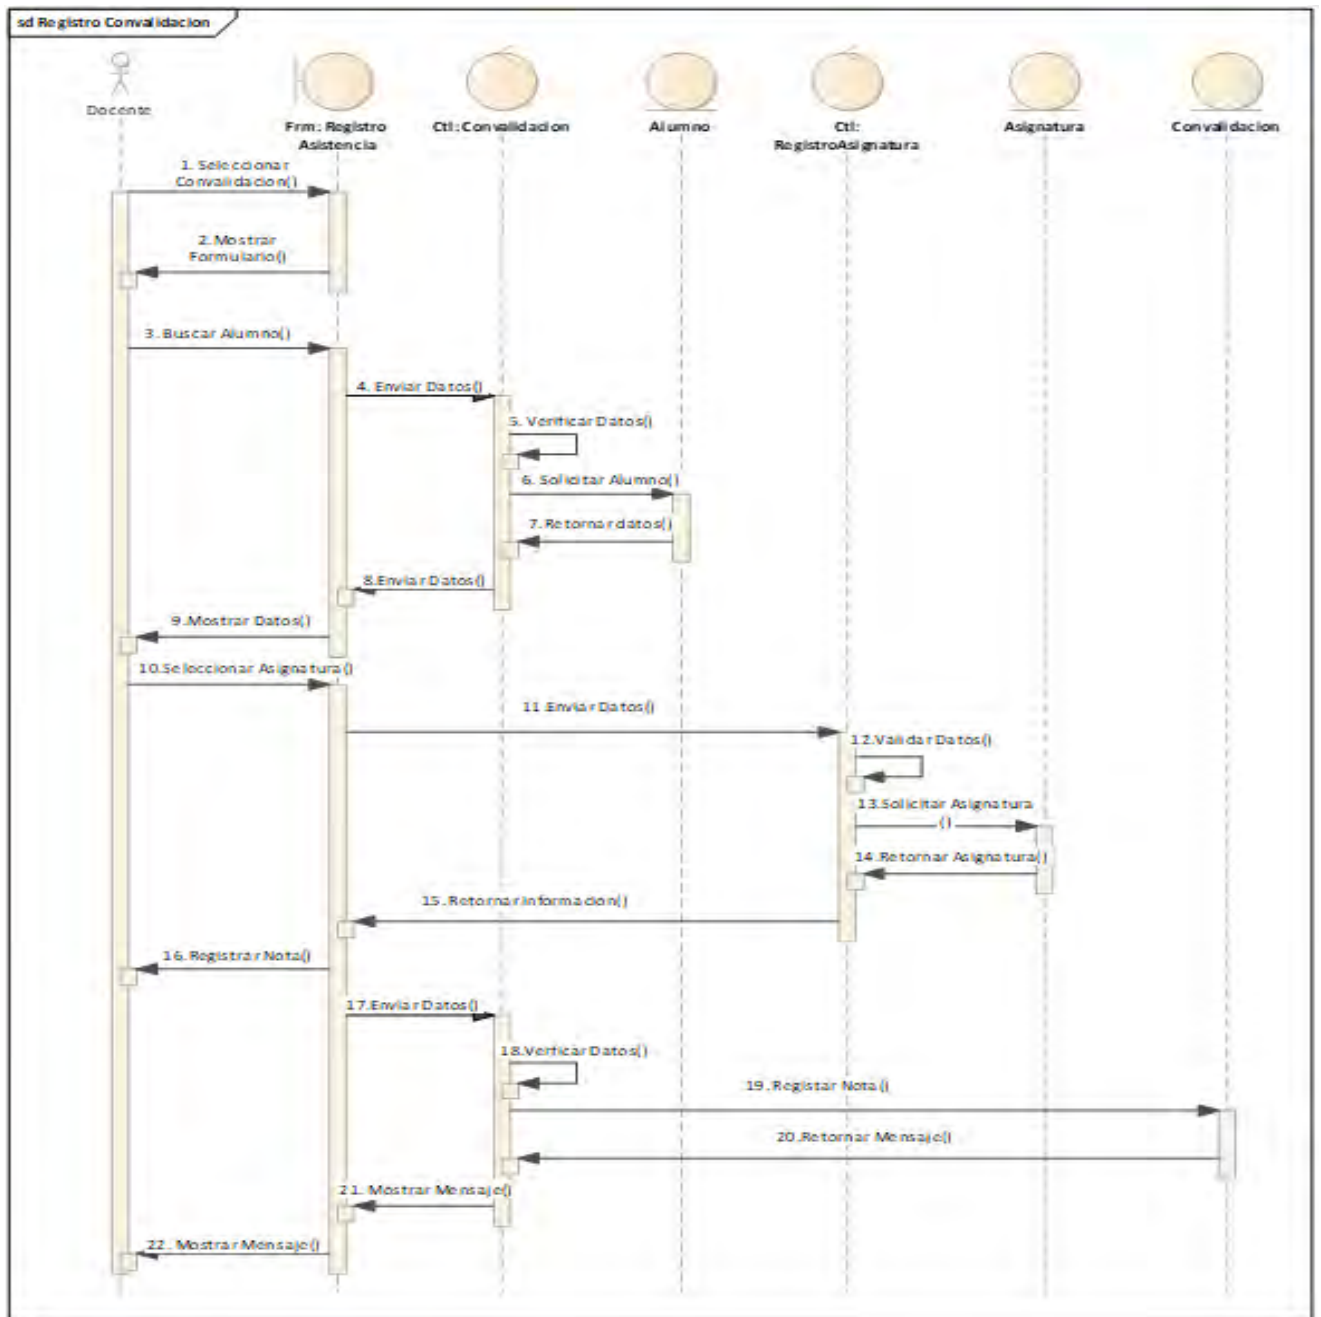 sd Registro Convalidacion
Docente
Frm: Registro
Asistencia
Ctl: Convalidacion
Alumno
Ctl:
RegistroAsignatura
Asignatura
Convalidacion
1. Seleccionar
Convalidacion()
2. Mostrar
Formulario()
3. Buscar Alumno()
4. Enviar Datos()
5. Verificar Datos()
6. Solicitar Alumno()
7. Retornar datos()
8.Enviar Datos()
9.Mostrar Datos()
10.Seleccionar Asignatura()
11.Enviar Datos()
12.Validar Datos()
13.Solicitar Asignatura
()
14.Retornar Asignatura()
15. Retornar informacion()
16. Registrar Nota()
17.Enviar Datos()
18.Verficar Datos()
19. Registar Nota()
20.Retornar Mensaje()
21. Mostrar Mensaje()
22. Mostrar Mensaje()